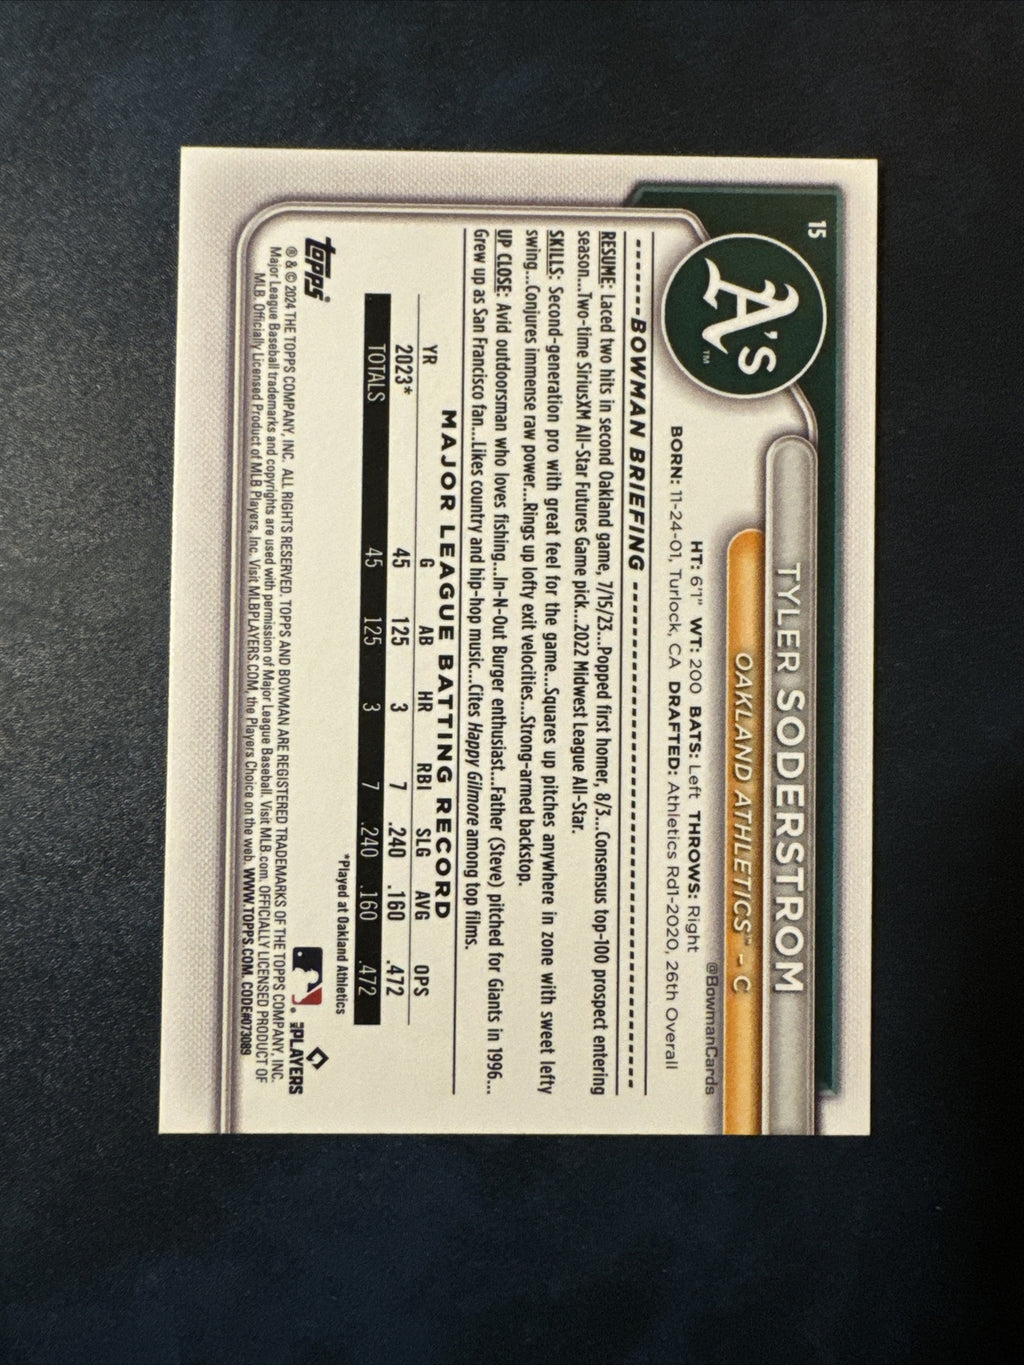 15
A's™
TYLER SODERSTROM
OAKLAND ATHLETICS™ - C
@BowmanCards
HT: 6'1" WT: 200 BATS: Left THROWS: Right
BORN: 11-24-01, Turlock, CA DRAFTED: Athletics Rd1-2020, 26th Overall
BOWMAN BRIEFING
RESUME: Laced two hits in second Oakland game, 7/15/23...Popped first homer, 8/3...Consensus top-100 prospect entering
season...Two-time SiriusXM All-Star Futures Game pick...2022 Midwest League All-Star.
SKILLS: Second-generation pro with great feel for the game...Squares up pitches anywhere in zone with sweet lefty
swing...Conjures immense raw power...Rings up lofty exit velocities...Strong-armed backstop.
UP CLOSE: Avid outdoorsman who loves fishing...In-N-Out Burger enthusiast...Father (Steve) pitched for Giants in 1996...
Grew up as San Francisco fan...Likes country and hip-hop music...Cites Happy Gilmore among top films.
MAJOR LEAGUE BATTING RECORD
YR G AB HR RBI SLG AVG OPS
2023* 45 125 3 7 .240 .160 .472
TOTALS 45 125 3 7 .240 .160 .472
*Played at Oakland Athletics
topps®
MLB PLAYERS
® & © 2024 THE TOPPS COMPANY, INC. ALL RIGHTS RESERVED. TOPPS AND BOWMAN ARE REGISTERED TRADEMARKS OF THE TOPPS COMPANY, INC.
Major League Baseball trademarks and copyrights are used with permission of Major League Baseball. Visit MLB.com. OFFICIALLY LICENSED PRODUCT OF
MLB. Officially Licensed Product of MLB Players, Inc. Visit MLBPLAYERS.COM, the Players Choice on the web. WWW.TOPPS.COM. CODE#073089